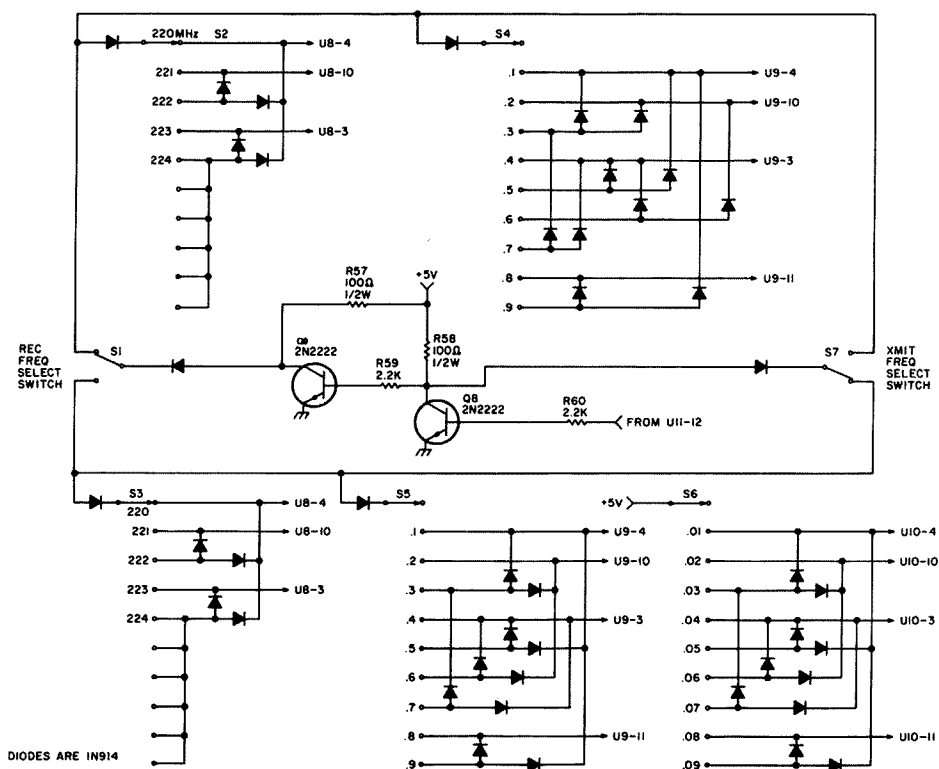 220MHz S2 U8-4
221 U8-10
222
223 U8-3
224
S4
.1 U9-4
.2 U9-10
.3
.4 U9-3
.5
.6
.7
.8 U9-11
.9
REC
FREQ
SELECT
SWITCH
S1
R57
100Ω
1/2W
+5V
Q9
2N2222
R59
2.2K
R58
100Ω
1/2W
Q8
2N2222
R60
2.2K
FROM U11-12
S7
XMIT
FREQ
SELECT
SWITCH
S3 U8-4
220
221 U8-10
222
223 U8-3
224
S5
.1 U9-4
.2 U9-10
.3
.4 U9-3
.5
.6
.7
.8 U9-11
.9
+5V S6
.01 U10-4
.02 U10-10
.03
.04 U10-3
.05
.06
.07
.08 U10-11
.09
DIODES ARE 1N914